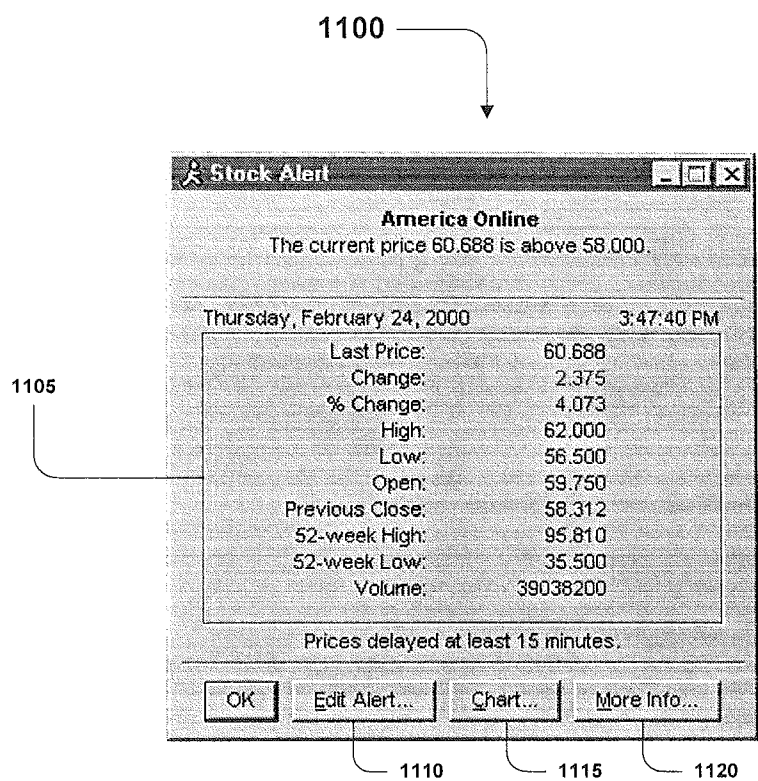 1100
Stock Alert
America Online
The current price 60.688 is above 58.000.
Thursday, February 24, 2000 3:47:40 PM
1105
Last Price: 60.688
Change: 2.375
% Change: 4.073
High: 62.000
Low: 56.500
Open: 59.750
Previous Close: 58.312
52-week High: 95.810
52-week Low: 35.500
Volume: 39038200
Prices delayed at least 15 minutes.
OK Edit Alert... Chart... More Info...
1110 1115 1120